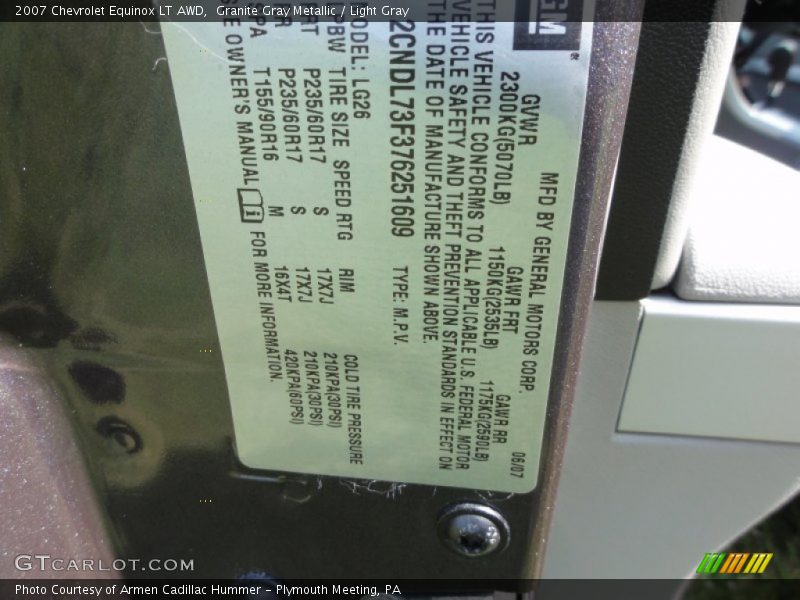 2007 Chevrolet Equinox LT AWD,  Granite Gray Metallic / Light Gray
GM
®
MFD BY GENERAL MOTORS CORP. 06/07
GVWR GAWR FRT GAWR RR
2300KG(5070LB) 1150KG(2535LB) 1175KG(2590LB)
THIS VEHICLE CONFORMS TO ALL APPLICABLE U.S. FEDERAL MOTOR
VEHICLE SAFETY AND THEFT PREVENTION STANDARDS IN EFFECT ON
THE DATE OF MANUFACTURE SHOWN ABOVE.
2CNDL73F376251609 TYPE: M.P.V.
MODEL: LG26
TIRE SIZE SPEED RTG RIM COLD TIRE PRESSURE
P235/60R17 S 17X7J 210KPA(30PSI)
P235/60R17 S 17X7J 210KPA(30PSI)
SPA T155/90R16 M 16X4T 420KPA(60PSI)
SEE OWNER'S MANUAL FOR MORE INFORMATION.
GTCARLOT.COM
Photo Courtesy of Armen Cadillac Hummer – Plymouth Meeting, PA